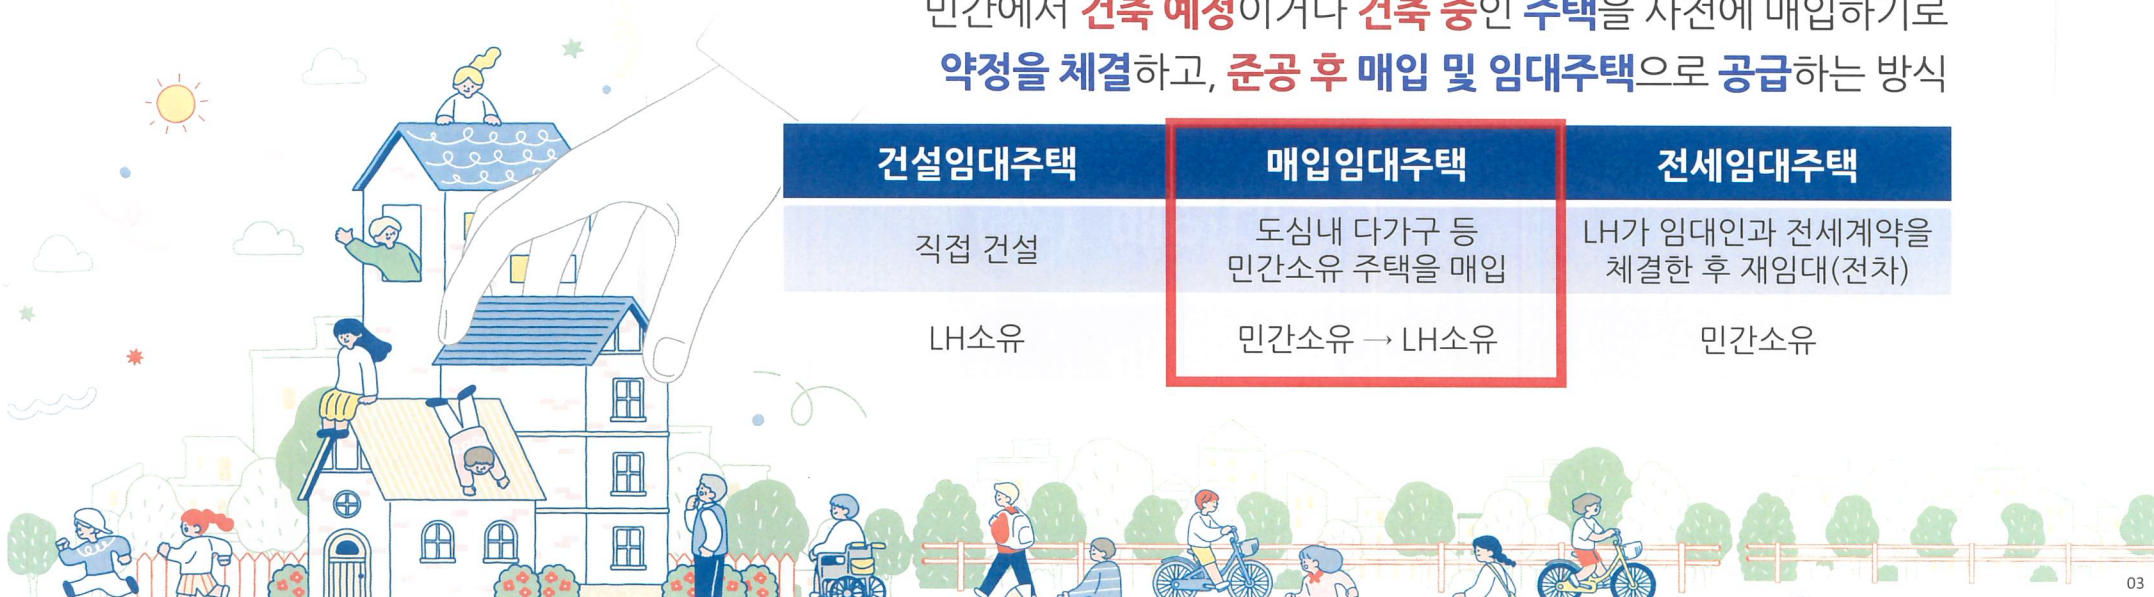 민간에서 건축 예정이거나 건축 중인 주택을 사전에 매입하기로
약정을 체결하고, 준공 후 매입 및 임대주택으로 공급하는 방식
건설임대주택 매입임대주택 전세임대주택
직접 건설
도심내 다가구 등
민간소유 주택을 매입
LH가 임대인과 전세계약을
체결한 후 재임대(전차)
LH소유 민간소유 → LH소유 민간소유
03